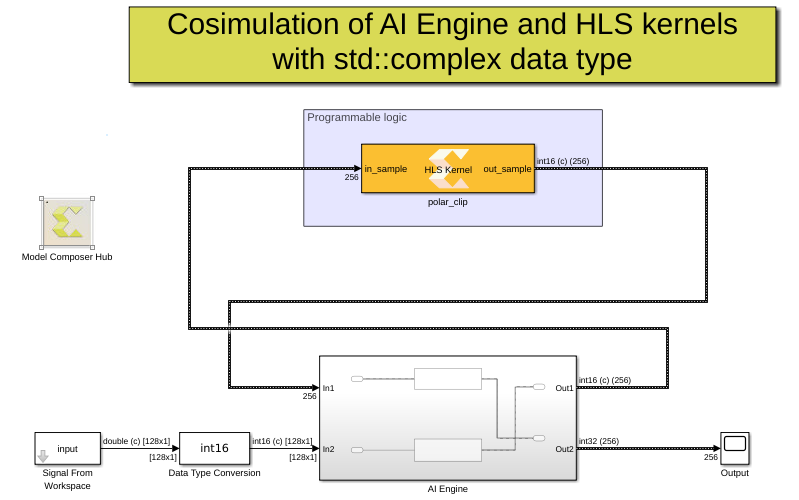 Cosimulation of AI Engine and HLS kernels
with std::complex data type
Programmable logic
in_sample
HLS Kernel
out_sample
int16 (c) (256)
256
polar_clip
Model Composer Hub
In1
256
Out1
int16 (c) (256)
input
double (c) [128x1]
[128x1]
int16
int16 (c) [128x1]
[128x1]
In2
Out2
int32 (256)
256
Signal From
Workspace
Data Type Conversion
AI Engine
Output